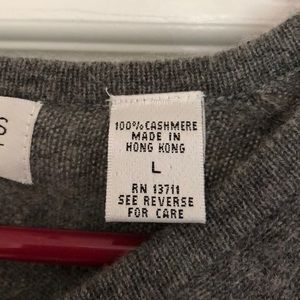 100% CASHMERE
MADE IN
HONG KONG
L
RN 13711
SEE REVERSE
FOR CARE